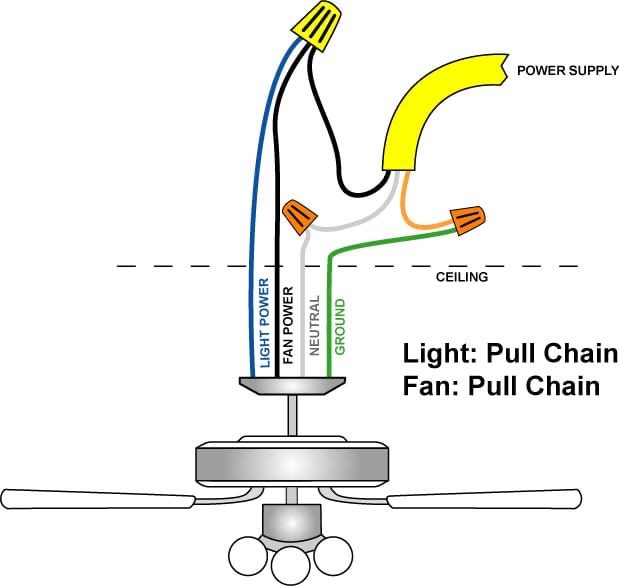 POWER SUPPLY
CEILING
LIGHT POWER
FAN POWER
NEUTRAL
GROUND
Light: Pull Chain
Fan: Pull Chain